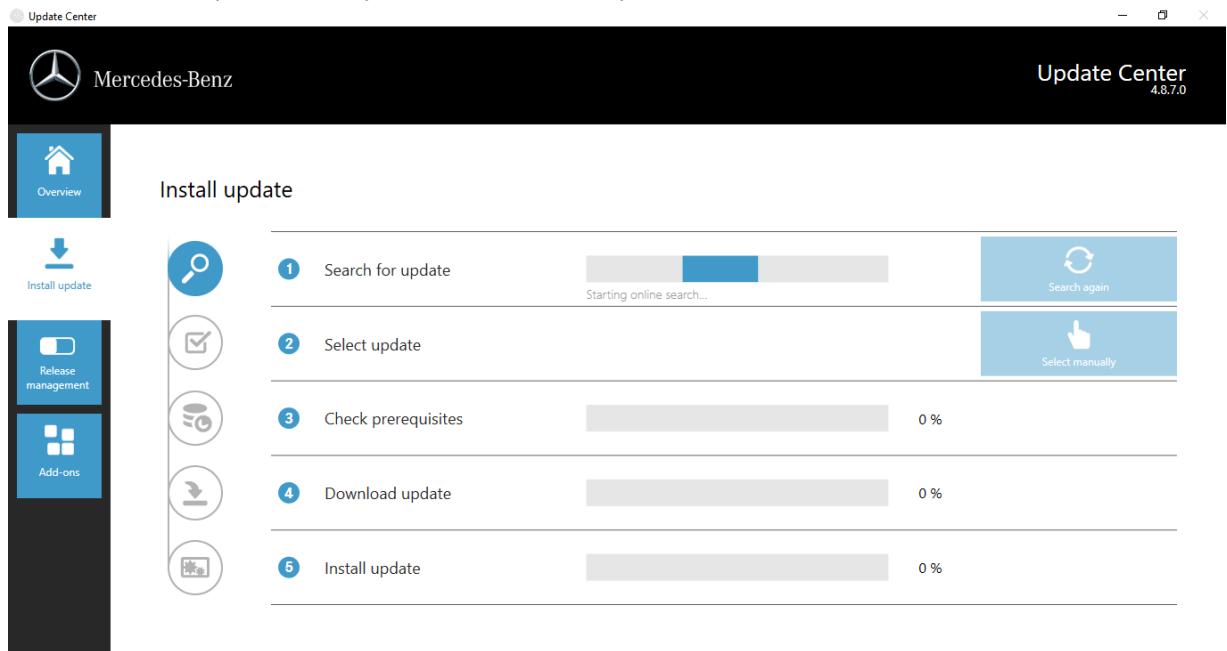 Update Center
Mercedes-Benz
Update Center
4.8.7.0
Overview
Install update
Release
management
Add-ons
Install update
1 Search for update
Starting online search...
Search again
2 Select update
Select manually
3 Check prerequisites 0 %
4 Download update 0 %
5 Install update 0 %